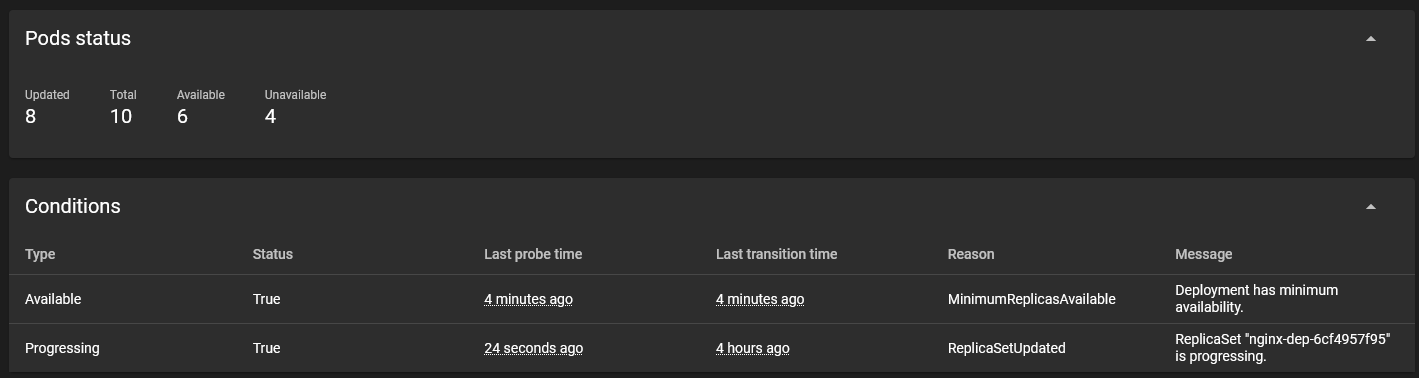 Pods status
Updated Total Available Unavailable
8 10 6 4
Conditions
Type Status Last probe time Last transition time Reason Message
Available True 4 minutes ago 4 minutes ago MinimumReplicasAvailable Deployment has minimum
availability.
Progressing True 24 seconds ago 4 hours ago ReplicaSetUpdated ReplicaSet "nginx-dep-6cf4957f95"
is progressing.